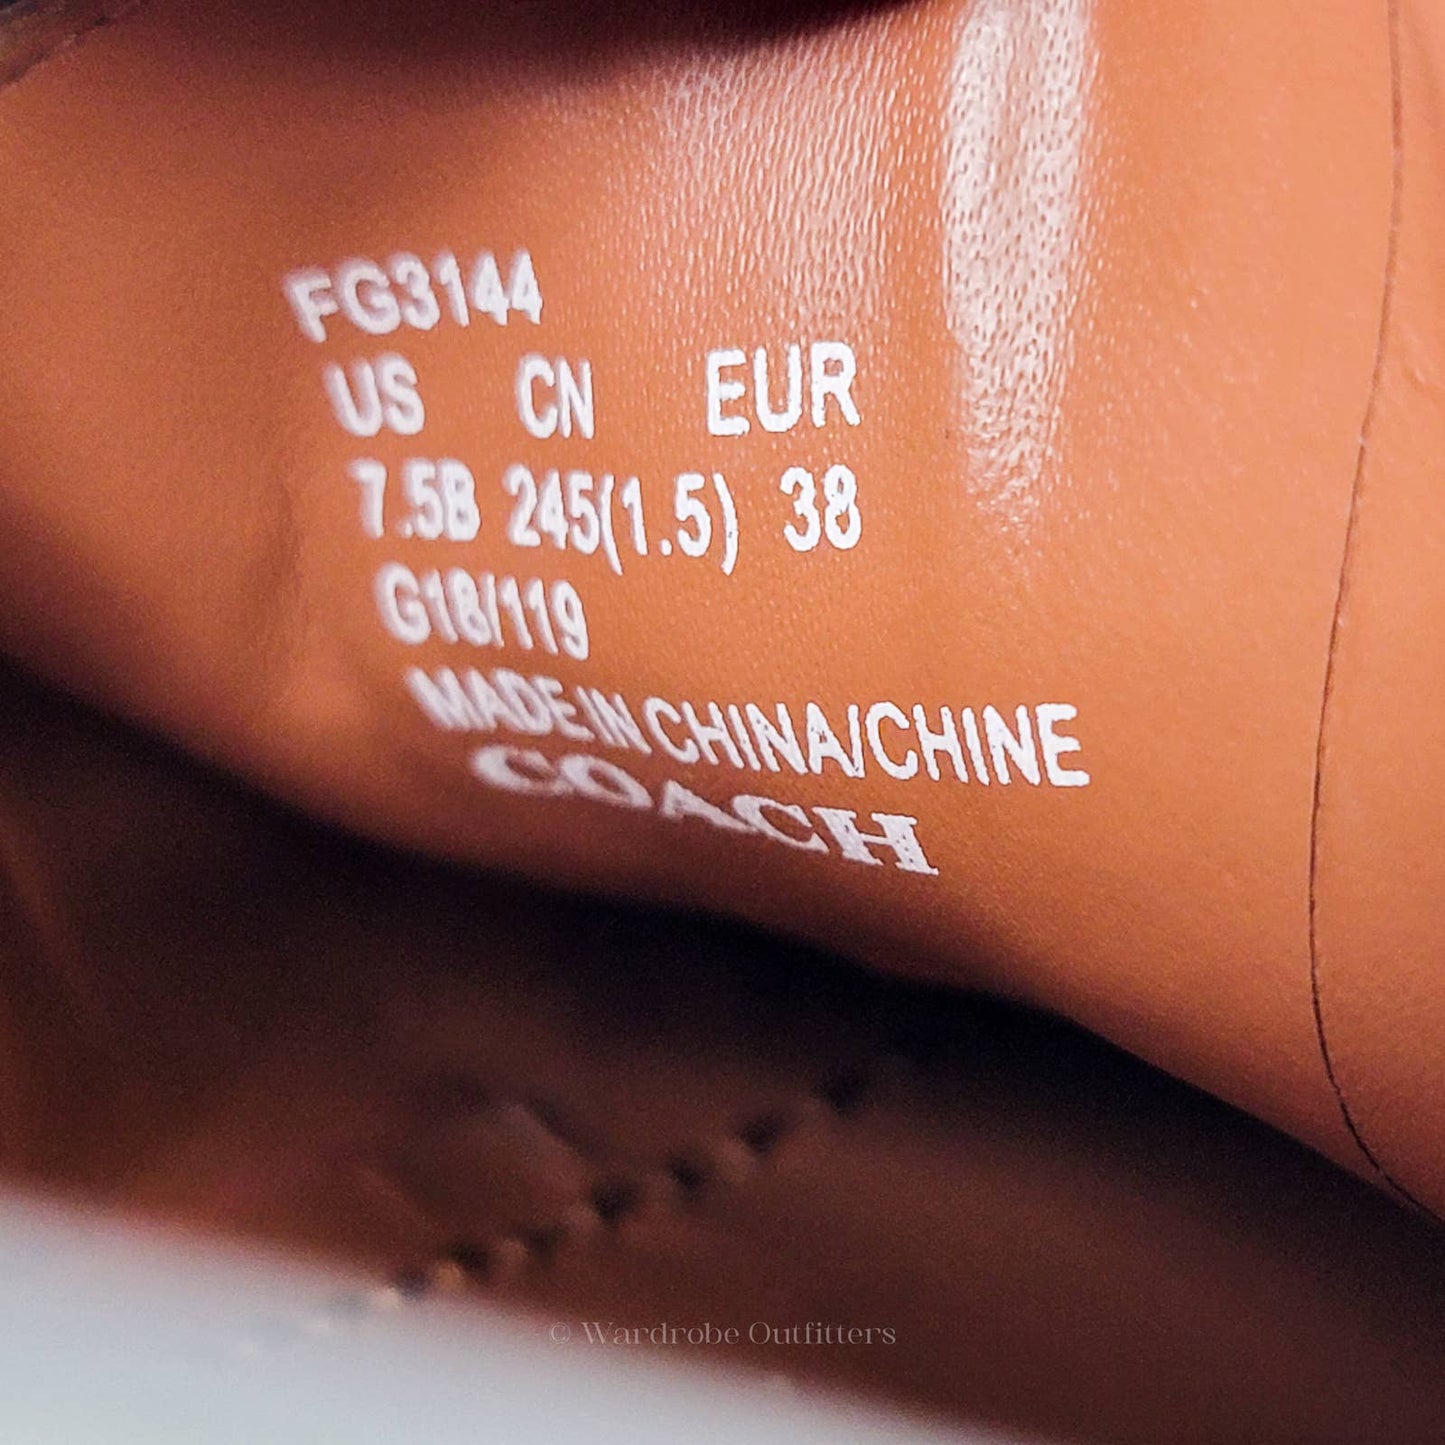 FG3144
US CN EUR
7.5B 245(1.5) 38
G18/119
MADE IN CHINA/CHINE
COACH
© Wardrobe Outfitters